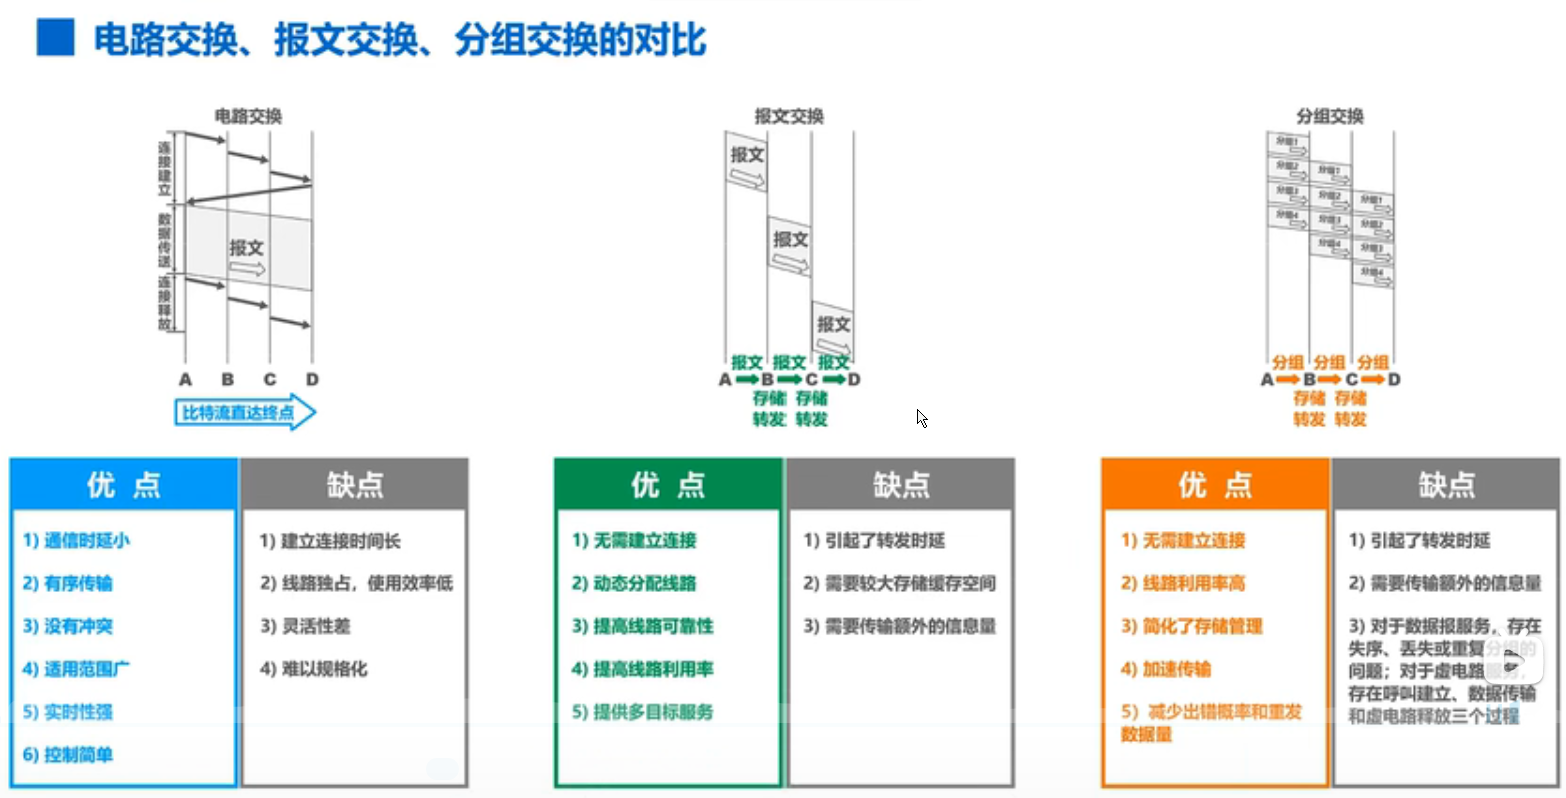 电路交换、报文交换、分组交换的对比
电路交换
连接建立
数据传送
连接释放
报文
A B C D
比特流直达终点
报文交换
报文
报文
报文
报文 报文 报文
A B C D
存储 存储
转发 转发
分组交换
分组1
分组2 分组1
分组3 分组2 分组1
分组4 分组3 分组2
分组4 分组3
分组4
分组 分组 分组
A B C D
存储 存储
转发 转发
优 点
1) 通信时延小
2) 有序传输
3) 没有冲突
4) 适用范围广
5) 实时性强
6) 控制简单
缺点
1) 建立连接时间长
2) 线路独占，使用效率低
3) 灵活性差
4) 难以规格化
优 点
1) 无需建立连接
2) 动态分配线路
3) 提高线路可靠性
4) 提高线路利用率
5) 提供多目标服务
缺点
1) 引起了转发时延
2) 需要较大存储缓存空间
3) 需要传输额外的信息量
优 点
1) 无需建立连接
2) 线路利用率高
3) 简化了存储管理
4) 加速传输
5) 减少出错概率和重发
数据量
缺点
1) 引起了转发时延
2) 需要传输额外的信息量
3) 对于数据报服务，存在
失序、丢失或重复分组的
问题；对于虚电路服务，
存在呼叫建立、数据传输
和虚电路释放三个过程